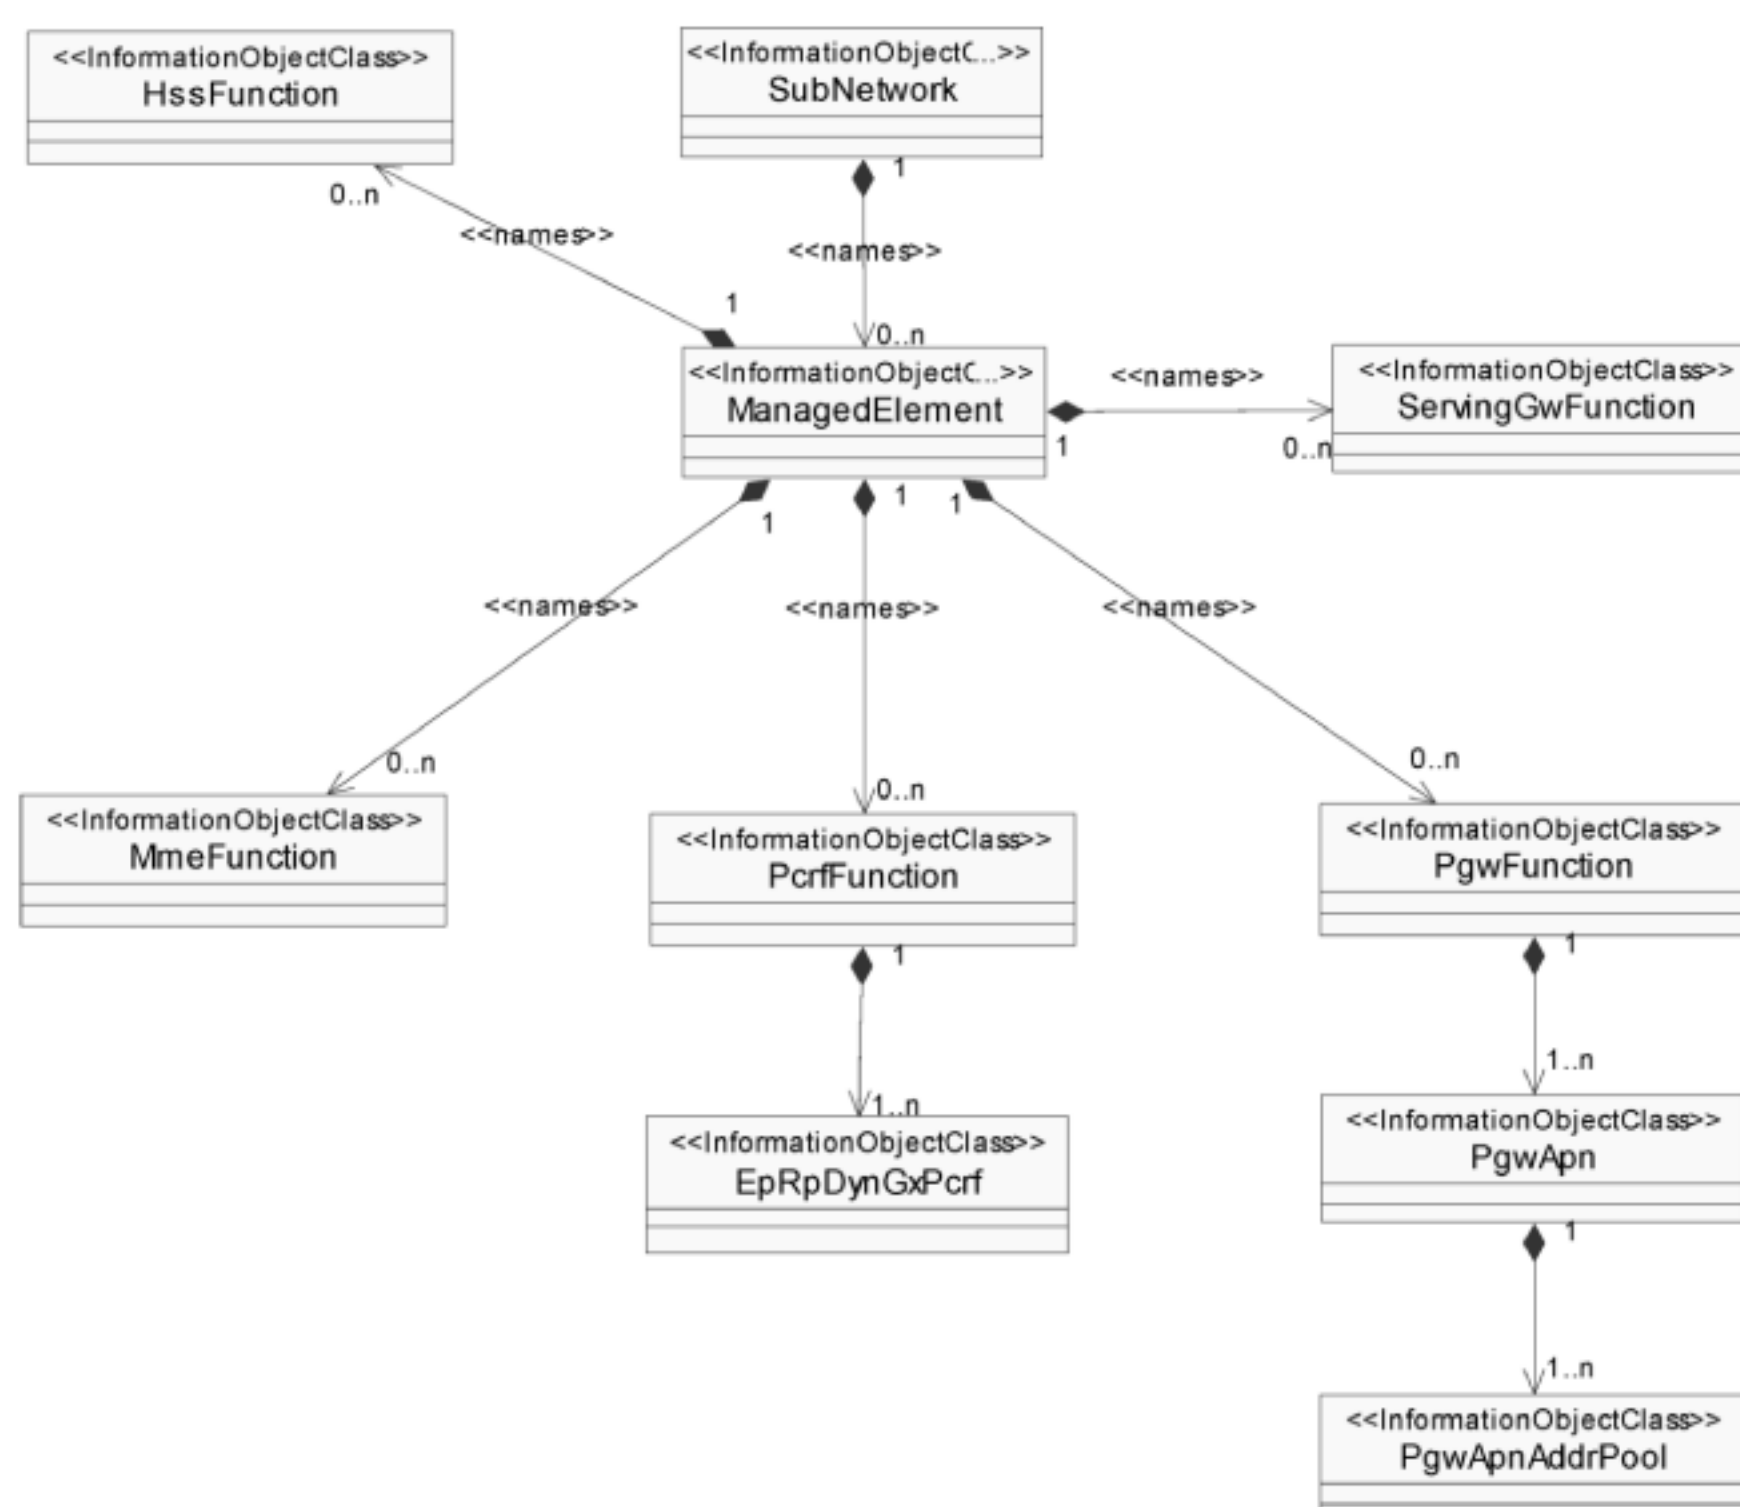 <<InformationObjectClass>>
HssFunction
<<InformationObjectC...>>
SubNetwork
1
0..n
<<names>>
<<names>>
1
0..n
<<InformationObjectC...>>
ManagedElement
<<names>>
1
0..n
<<InformationObjectClass>>
ServingGwFunction
1
1
1
<<names>>
<<names>>
<<names>>
0..n
0..n
0..n
<<InformationObjectClass>>
MmeFunction
<<InformationObjectClass>>
PcrfFunction
<<InformationObjectClass>>
PgwFunction
1
1
1..n
1..n
<<InformationObjectClass>>
EpRpDynGxPcrf
<<InformationObjectClass>>
PgwApn
1
1..n
<<InformationObjectClass>>
PgwApnAddrPool